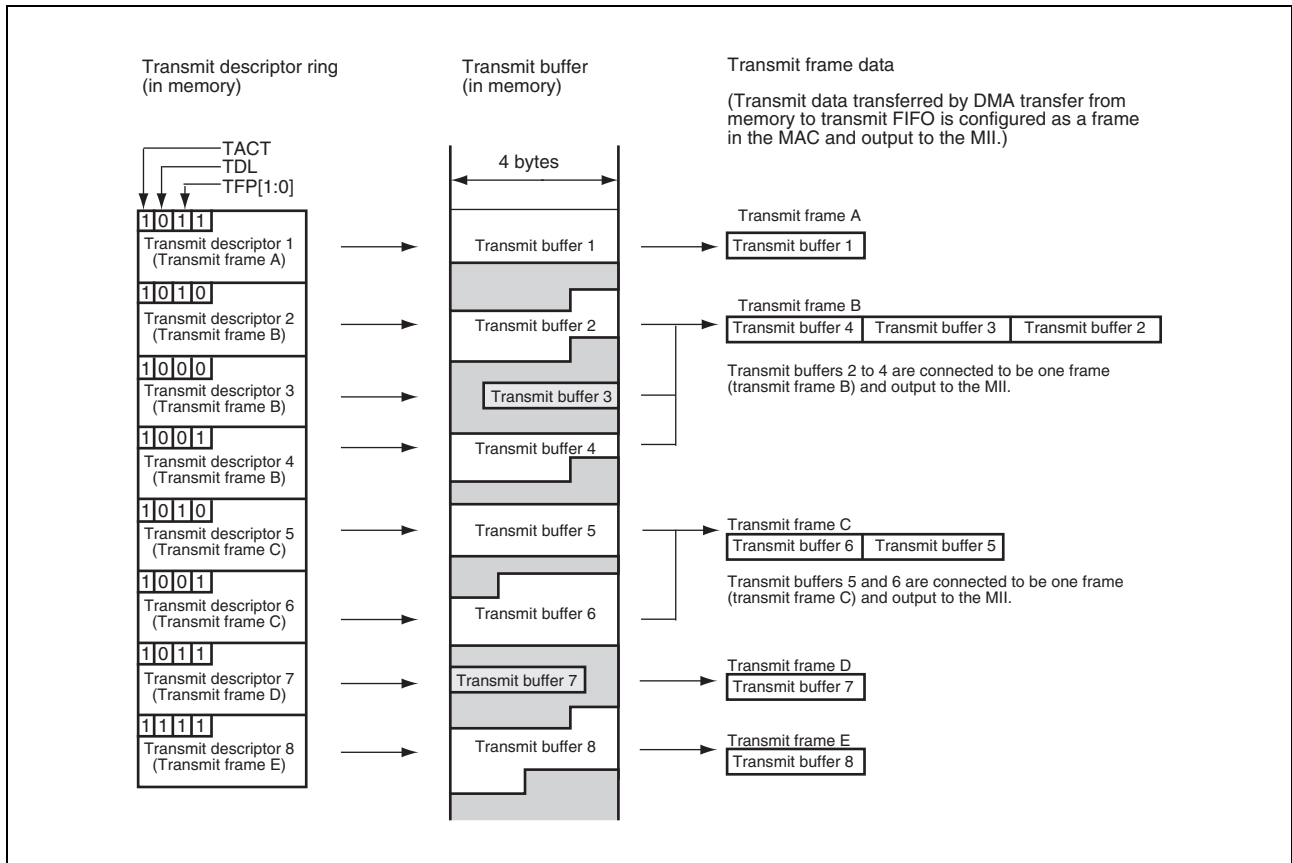 Transmit descriptor ring
(in memory)
Transmit buffer
(in memory)
Transmit frame data
(Transmit data transferred by DMA transfer from
memory to transmit FIFO is configured as a frame
in the MAC and output to the MII.)
TACT
TDL
TFP[1:0]
4 bytes
1 0 1 1
Transmit descriptor 1
(Transmit frame A)
Transmit buffer 1
Transmit frame A
Transmit buffer 1
1 0 1 0
Transmit descriptor 2
(Transmit frame B)
Transmit buffer 2
Transmit frame B
Transmit buffer 4 Transmit buffer 3 Transmit buffer 2
Transmit buffers 2 to 4 are connected to be one frame
(transmit frame B) and output to the MII.
1 0 0 0
Transmit descriptor 3
(Transmit frame B)
Transmit buffer 3
1 0 0 1
Transmit descriptor 4
(Transmit frame B)
Transmit buffer 4
1 0 1 0
Transmit descriptor 5
(Transmit frame C)
Transmit buffer 5
Transmit frame C
Transmit buffer 6 Transmit buffer 5
Transmit buffers 5 and 6 are connected to be one frame
(transmit frame C) and output to the MII.
1 0 0 1
Transmit descriptor 6
(Transmit frame C)
Transmit buffer 6
1 0 1 1
Transmit descriptor 7
(Transmit frame D)
Transmit buffer 7
Transmit frame D
Transmit buffer 7
1 1 1 1
Transmit descriptor 8
(Transmit frame E)
Transmit buffer 8
Transmit frame E
Transmit buffer 8